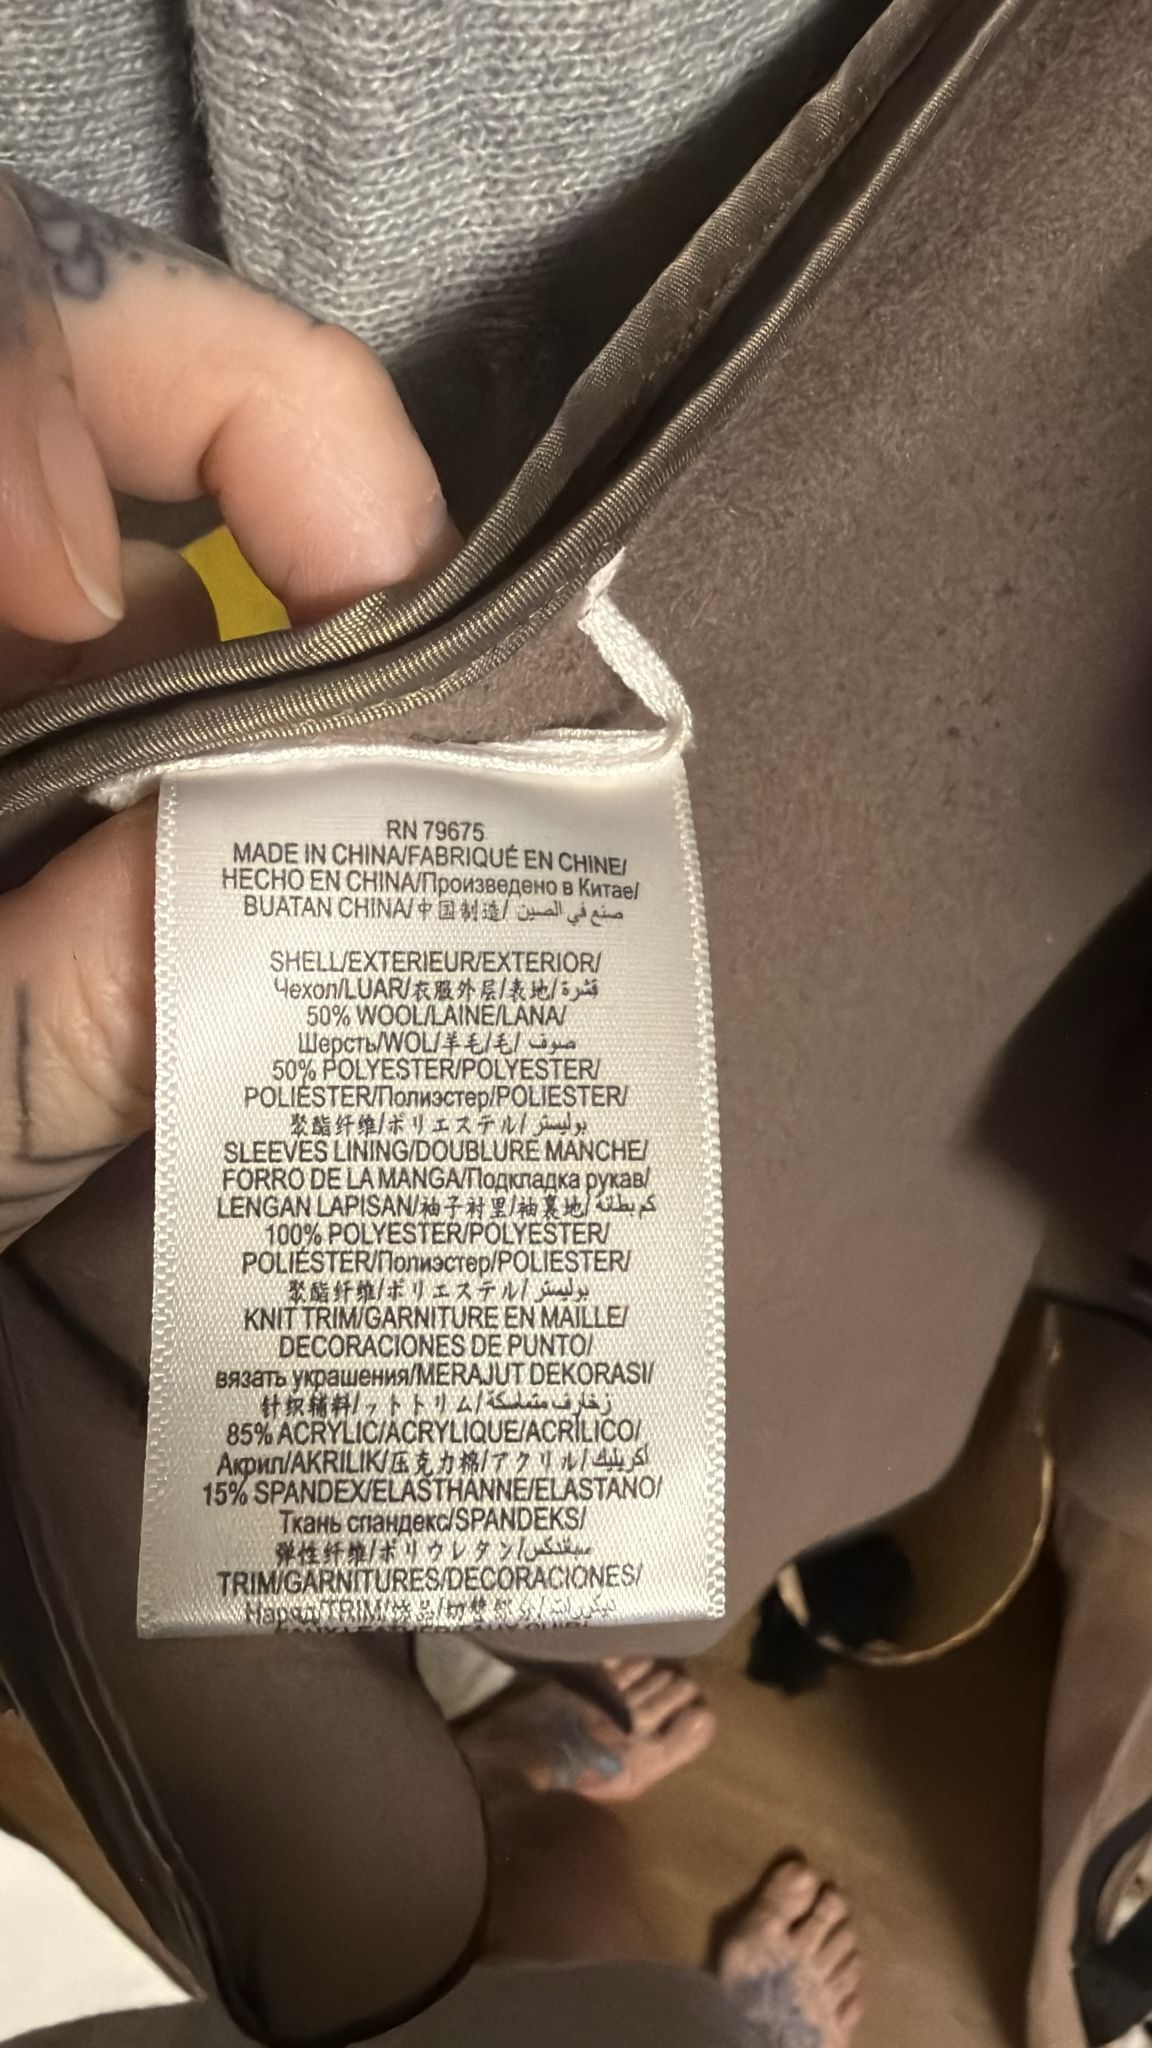 RN 79675
MADE IN CHINA/FABRIQUÉ EN CHINE/
HECHO EN CHINA/Произведено в Китае/
BUATAN CHINA/中国制造/ صنع في الصين
SHELL/EXTERIEUR/EXTERIOR/
Чехол/LUAR/衣服外层/表地/ قشرة
50% WOOL/LAINE/LANA/
Шерсть/WOL/羊毛/毛/ صوف
50% POLYESTER/POLYESTER/
POLIÉSTER/Полиэстер/POLIESTER/
聚酯纤维/ポリエステル/ بوليستر
SLEEVES LINING/DOUBLURE MANCHE/
FORRO DE LA MANGA/Подкладка рукав/
LENGAN LAPISAN/袖子衬里/袖裏地/ كم بطانة
100% POLYESTER/POLYESTER/
POLIÉSTER/Полиэстер/POLIESTER/
聚酯纤维/ポリエステル/ بوليستر
KNIT TRIM/GARNITURE EN MAILLE/
DECORACIONES DE PUNTO/
вязать украшения/MERAJUT DEKORASI/
针织辅料/ットトリム/ زخارف متماسكة
85% ACRYLIC/ACRYLIQUE/ACRÍLICO/
Акрил/AKRILIK/压克力棉/アクリル/ اكريليك
15% SPANDEX/ELASTHANNE/ELASTANO/
Ткань спандекс/SPANDEKS/
弹性纤维/ポリウレタン/ سباندكس
TRIM/GARNITURES/DECORACIONES/
Наряд/TRIM/饰品/